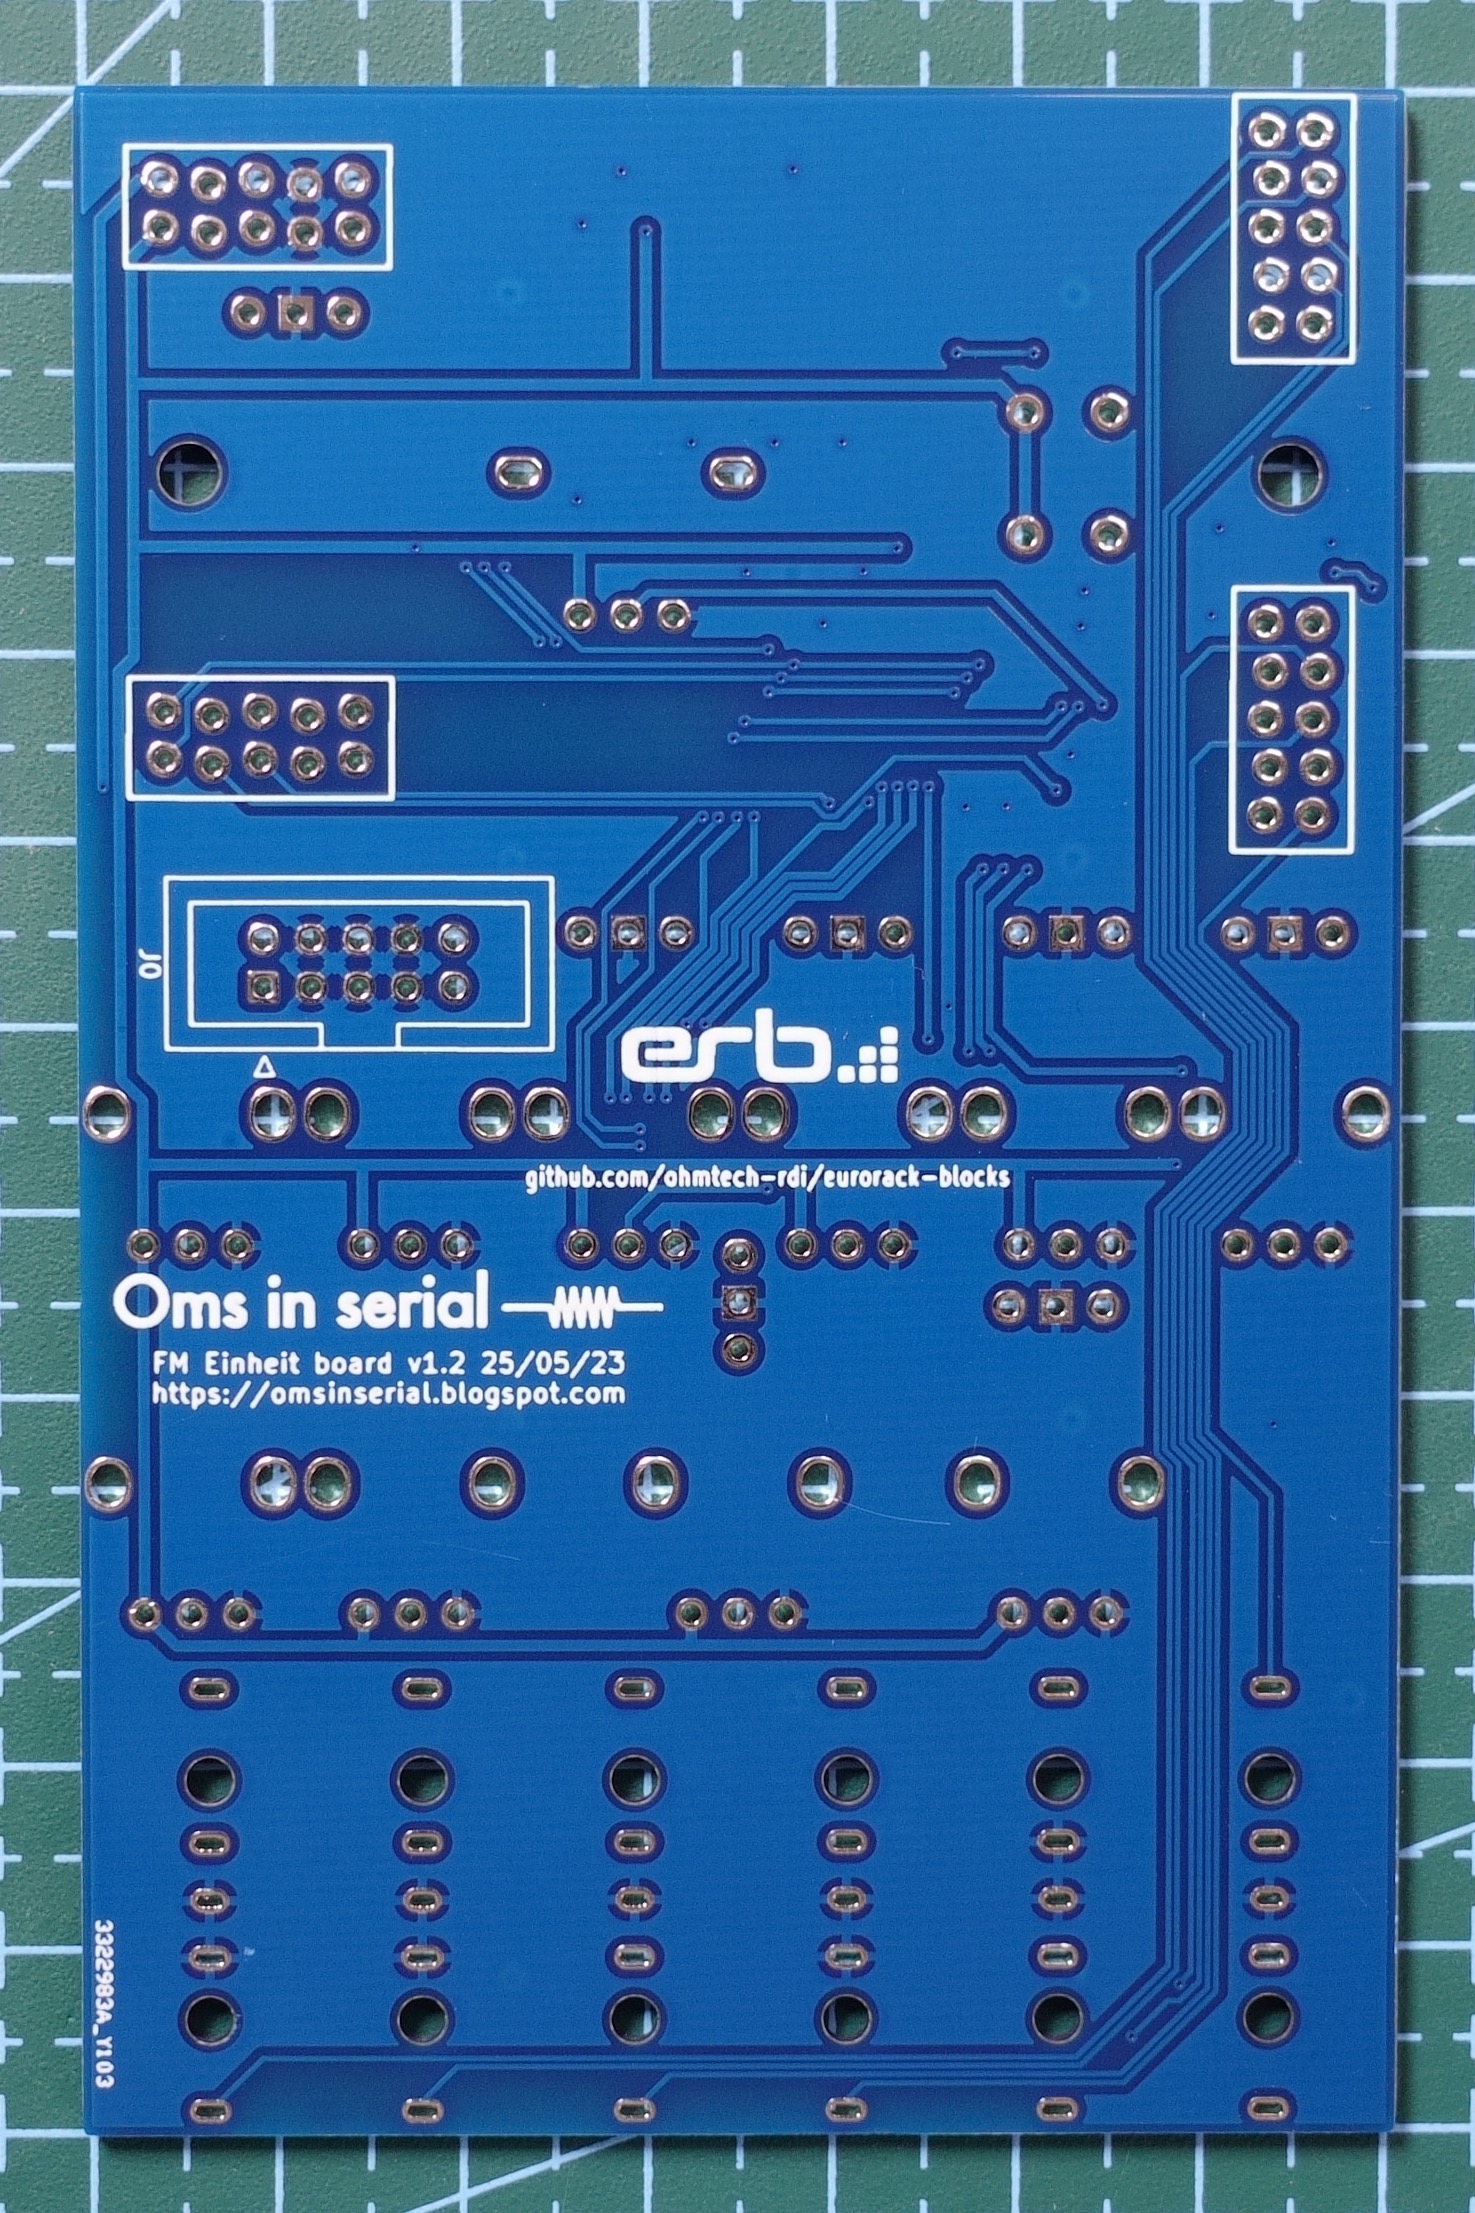 J0
erb
github.com/ohmtech-rdi/eurorack-blocks
Oms in serial
FM Einheit board v1.2 25/05/23
https://omsinserial.blogspot.com
3322983A_Y103